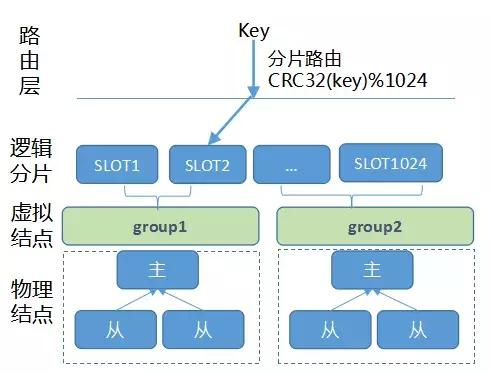 Key
路由层
分片路由
CRC32(key)%1024
逻辑
分片
SLOT1
SLOT2
...
SLOT1024
虚拟
结点
group1
group2
物理
结点
主
主
从
从
从
从